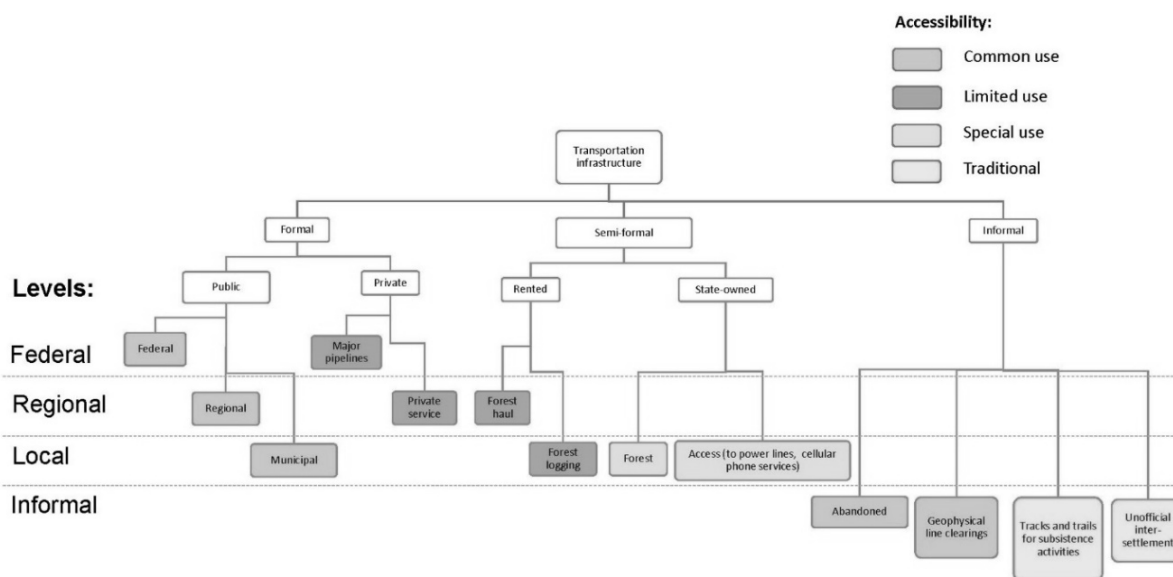 Accessibility:
Common use
Limited use
Special use
Traditional
Transportation
infrastructure
Formal
Semi-formal
Informal
Levels:
Public
Private
Rented
State-owned
Federal
Federal
Major
pipelines
Regional
Regional
Private
service
Forest
haul
Local
Municipal
Forest
logging
Forest
Access (to power lines, cellular
phone services)
Informal
Abandoned
Geophysical
line clearings
Tracks and trails
for subsistence
activities
Unofficial
inter-
settlement